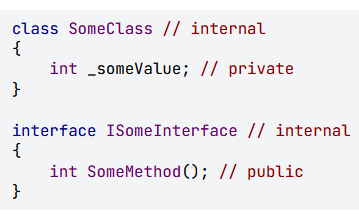 class SomeClass // internal
{
    int _someValue; // private
}

interface ISomeInterface // internal
{
    int SomeMethod(); // public
}